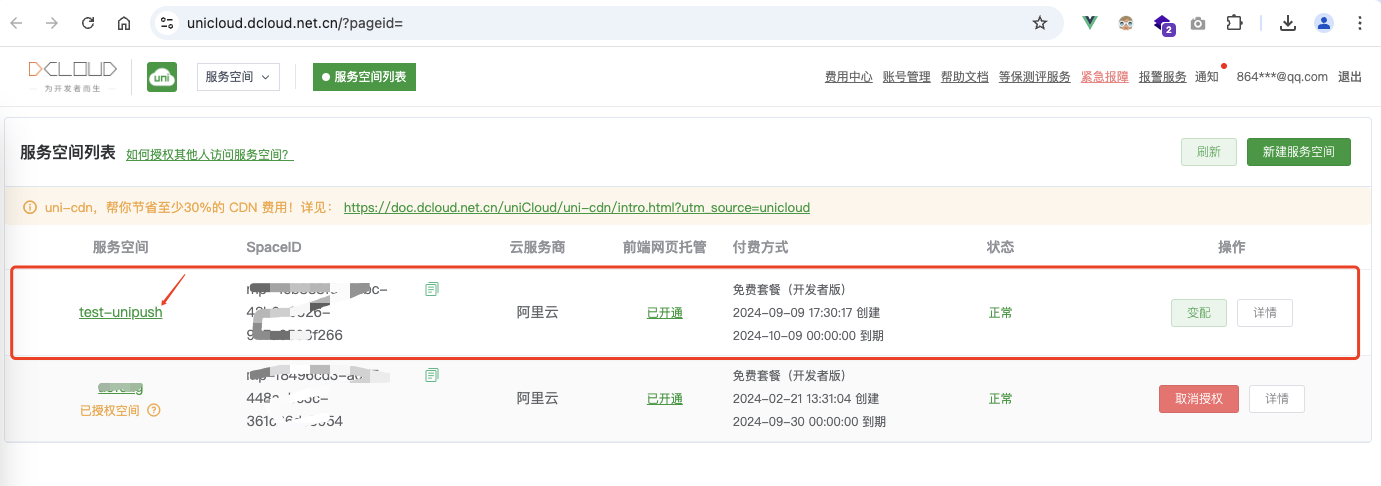 unicloud.dcloud.net.cn/?pageid=
2
DCLOUD
为开发者而生
uni
服务空间
服务空间列表
费用中心 账号管理 帮助文档 等保测评服务 紧急报障 报警服务 通知 864***@qq.com 退出
服务空间列表 如何授权其他人访问服务空间?
刷新 新建服务空间
uni-cdn，帮你节省至少30%的 CDN 费用！详见： https://doc.dcloud.net.cn/uniCloud/uni-cdn/intro.html?utm_source=unicloud
服务空间 SpaceID 云服务商 前端网页托管 付费方式 状态 操作
test-unipush
阿里云
已开通
免费套餐（开发者版）
2024-09-09 17:30:17 创建
2024-10-09 00:00:00 到期
正常
变配 详情
已授权空间 ?
阿里云
已开通
免费套餐（开发者版）
2024-02-21 13:31:04 创建
2024-09-30 00:00:00 到期
正常
取消授权 详情